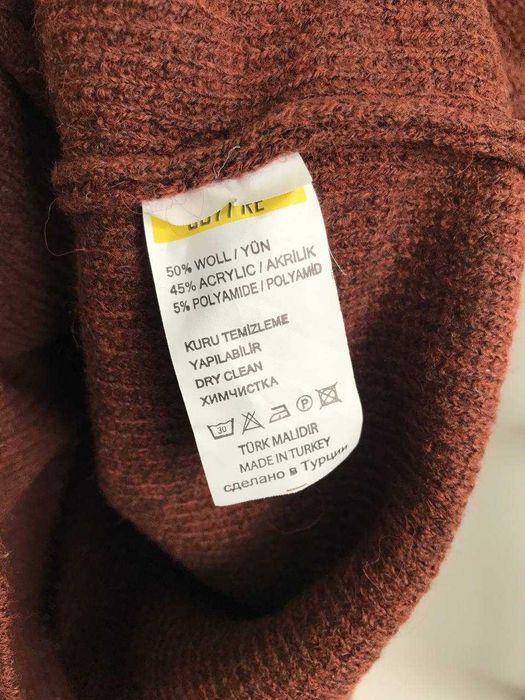 50% WOLL / YÜN
45% ACRYLIC / AKRİLİK
5% POLYAMIDE / POLYAMİD
KURU TEMİZLEME
YAPILABİLİR
DRY CLEAN
ХИМЧИСТКА
30 P
TÜRK MALIDIR
MADE IN TURKEY
сделано в Турции